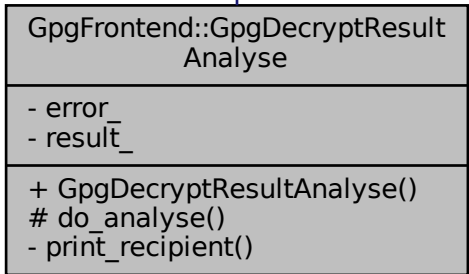 GpgFrontend::GpgDecryptResult
Analyse
- error_
- result_
+ GpgDecryptResultAnalyse()
# do_analyse()
- print_recipient()